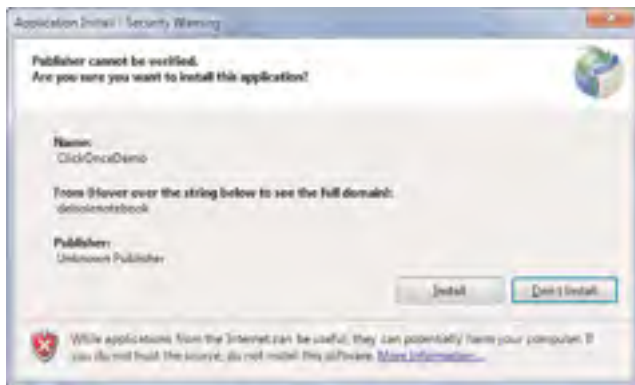 Application Install - Security Warning
Publisher cannot be verified.
Are you sure you want to install this application?
Name:
ClickOnceDemo
From (Hover over the string below to see the full domain):
Publisher:
Unknown Publisher
Install
Don't Install
While applications from the Internet can be useful, they can potentially harm your computer. If
you do not trust the source, do not install this software. More Information...